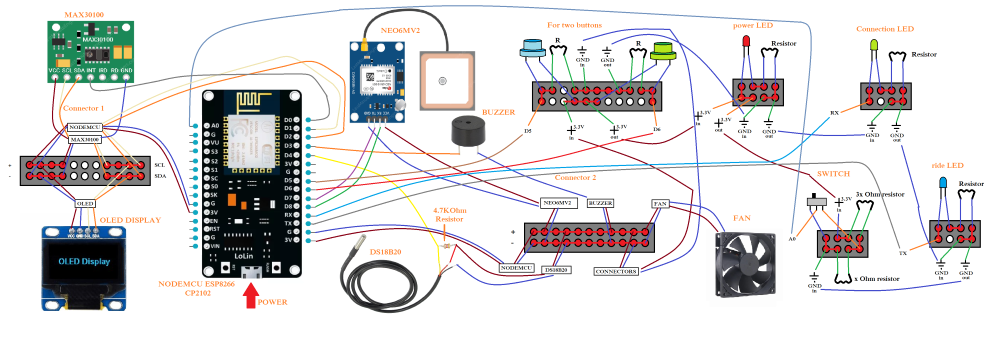 MAX30100
MAX30100
VCC SCL SDA INT IRD RD GND
Connector 1
NODEMCU
MAX30100
+
-
SCL
SDA
OLED
OLED DISPLAY
VCC GND SCL SDA
OLED Display
A0
G
VU
S3
S2
S1
SC
S0
SK
G
3V
EN
RST
G
VIN
D0
D1
D2
D3
D4
3V
G
D5
D6
D7
D8
RX
TX
G
3V
LoLin
NODEMCU ESP8266
CP2102
POWER
NEO6MV2
BUZZER
DS18B20
4.7KOhm
Resistor
Connector 2
NEO6MV2
BUZZER
FAN
+
-
NODEMCU
DS18B20
CONNECTORS
FAN
For two buttons
R
GND
in
GND
out
R
D5
+3.3V
in
+3.3V
out
D6
power LED
Resistor
+3.3V
in
+3.3V
out
GND
in
GND
out
Connection LED
Resistor
RX
GND
in
GND
out
SWITCH
+3.3V
in
3x Ohm resistor
A0
GND
in
x Ohm resistor
ride LED
Resistor
TX
GND
in
GND
out